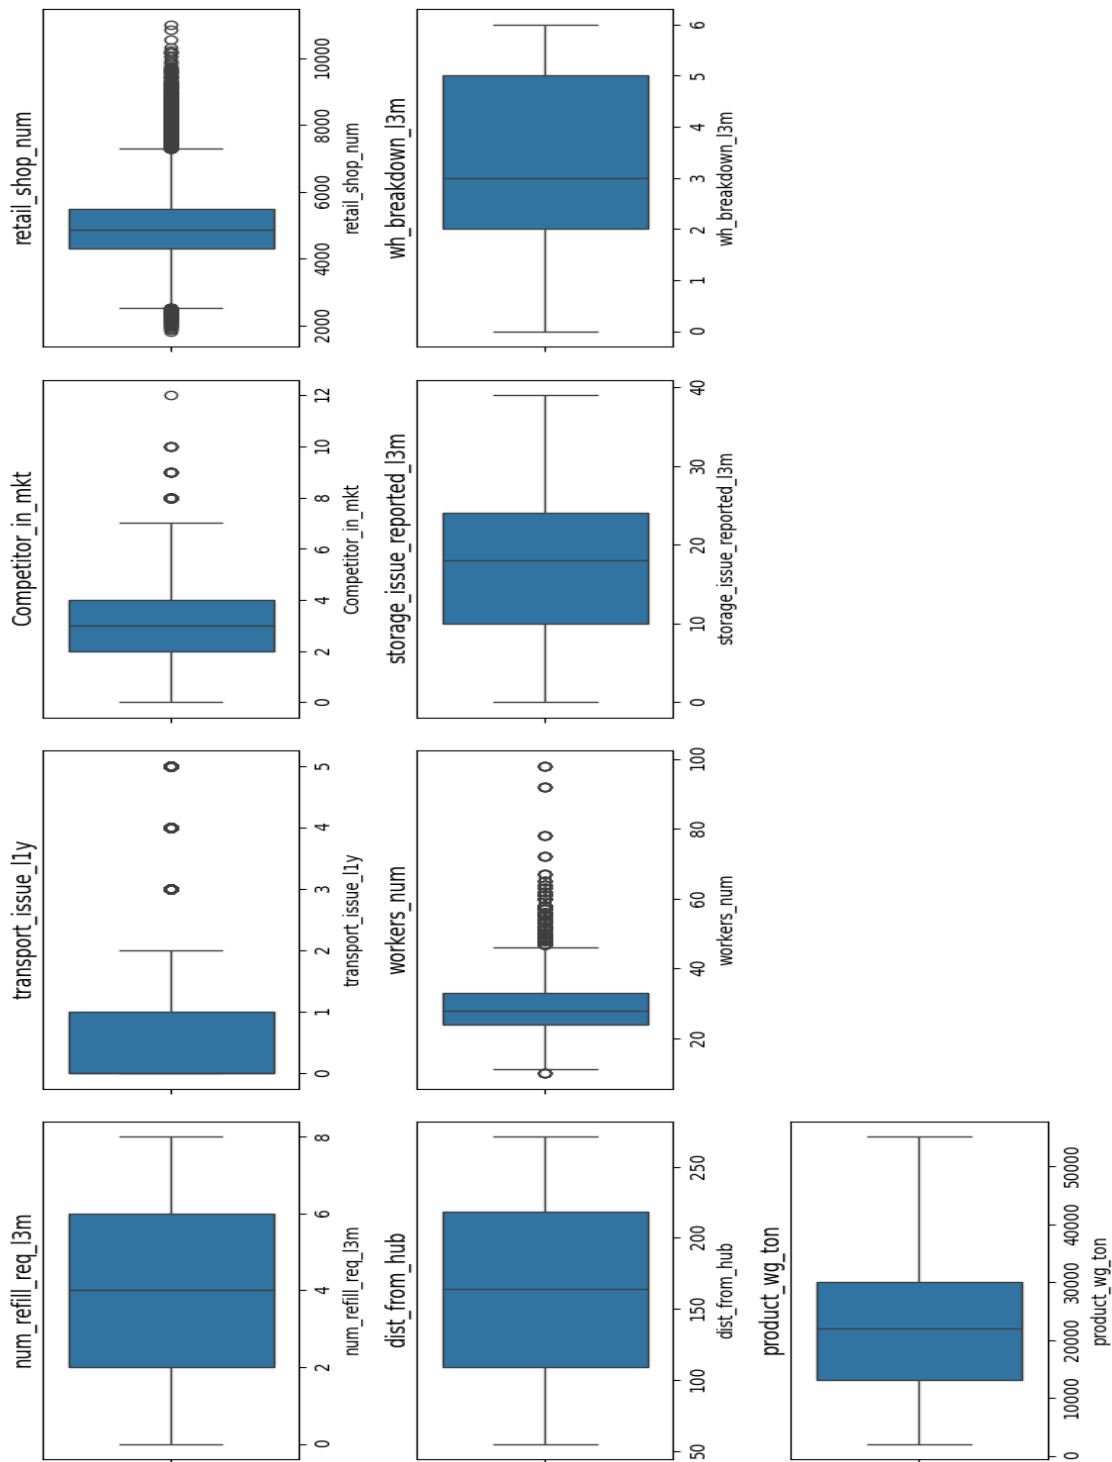 num_refill_req_l3m
0 2 4 6 8
num_refill_req_l3m
transport_issue_l1y
0 1 2 3 4 5
transport_issue_l1y
Competitor_in_mkt
0 2 4 6 8 10 12
Competitor_in_mkt
retail_shop_num
2000 4000 6000 8000 10000
retail_shop_num
dist_from_hub
50 100 150 200 250
dist_from_hub
workers_num
20 40 60 80 100
workers_num
storage_issue_reported_l3m
0 10 20 30 40
storage_issue_reported_l3m
wh_breakdown_l3m
0 1 2 3 4 5 6
wh_breakdown_l3m
product_wg_ton
0 10000 20000 30000 40000 50000
product_wg_ton